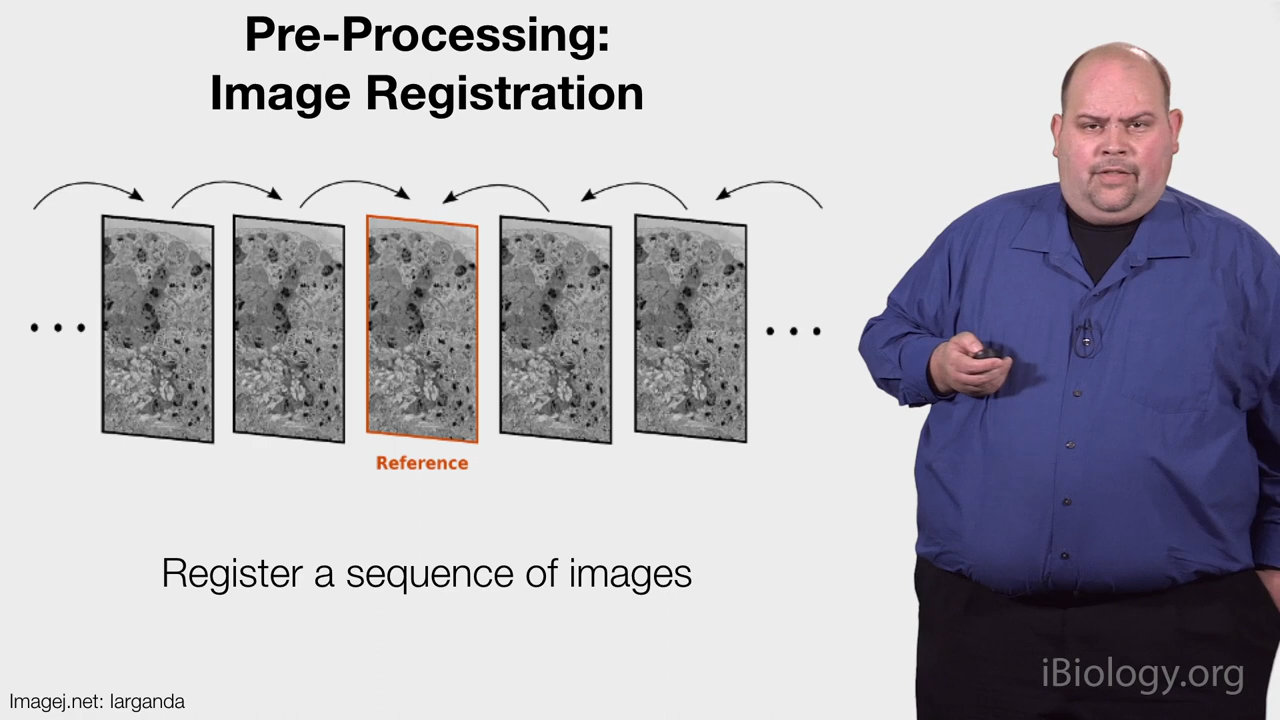 Pre-Processing:
Image Registration
Reference
Register a sequence of images
Imagej.net: larganda
iBiology.org